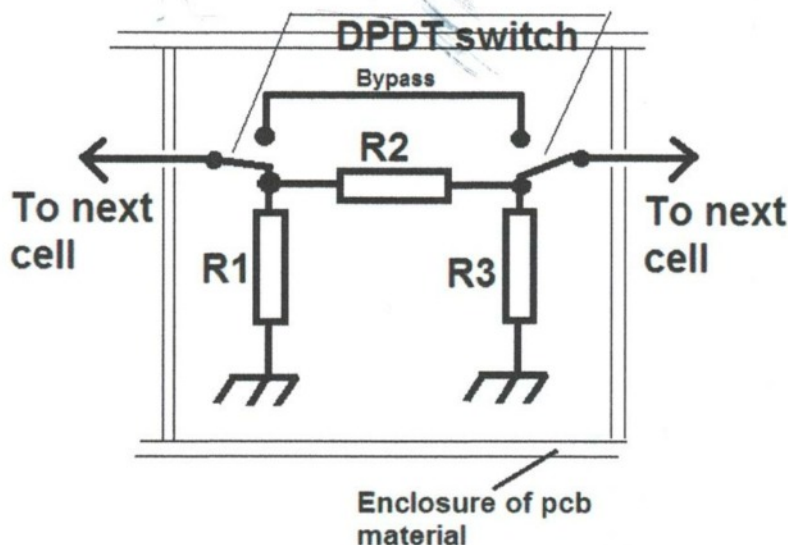 DPDT switch
Bypass
R2
To next
cell
To next
cell
R1
R3
Enclosure of pcb
material